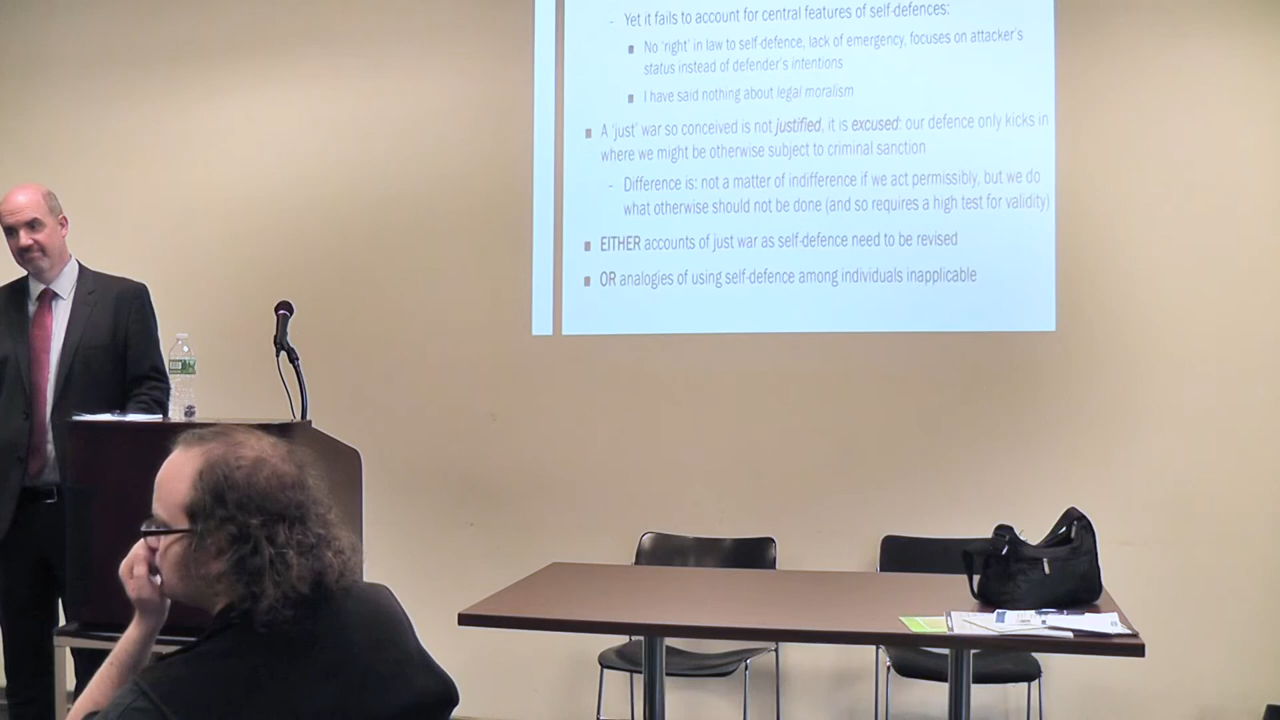 - Yet it fails to account for central features of self-defences:
■ No 'right' in law to self-defence, lack of emergency, focuses on attacker's
status instead of defender's intentions
■ I have said nothing about legal moralism
■ A 'just' war so conceived is not justified, it is excused: our defence only kicks in
where we might be otherwise subject to criminal sanction
- Difference is: not a matter of indifference if we act permissibly, but we do
what otherwise should not be done (and so requires a high test for validity)
■ EITHER accounts of just war as self-defence need to be revised
■ OR analogies of using self-defence among individuals inapplicable